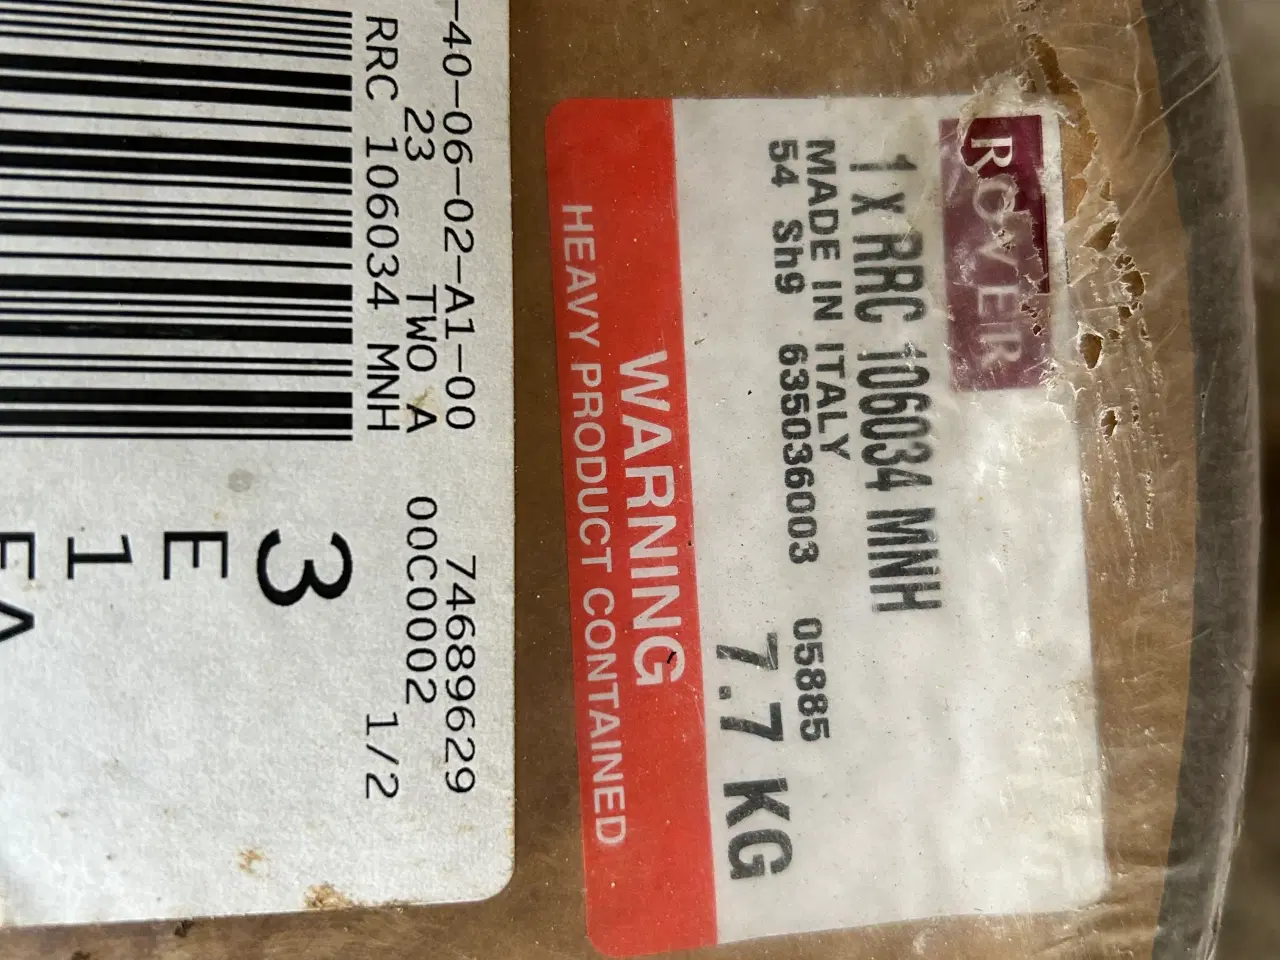 ROVER
1 x RRC 106034 MNH
MADE IN ITALY
54 Sh9 635036003 05885
7.7 KG
WARNING
HEAVY PRODUCT CONTAINED
-40-06-02-A1-00 74689629
23 TWO A 00C0002
RRC 106034 MNH 1/2
3
E
1